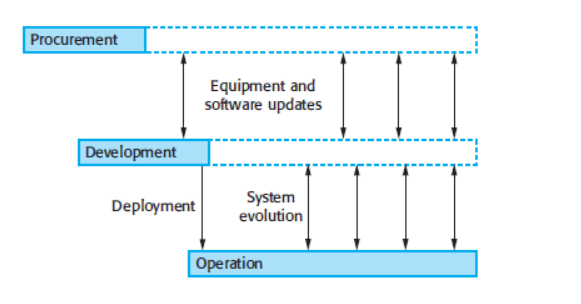 Procurement
Equipment and
software updates
Development
Deployment
System
evolution
Operation